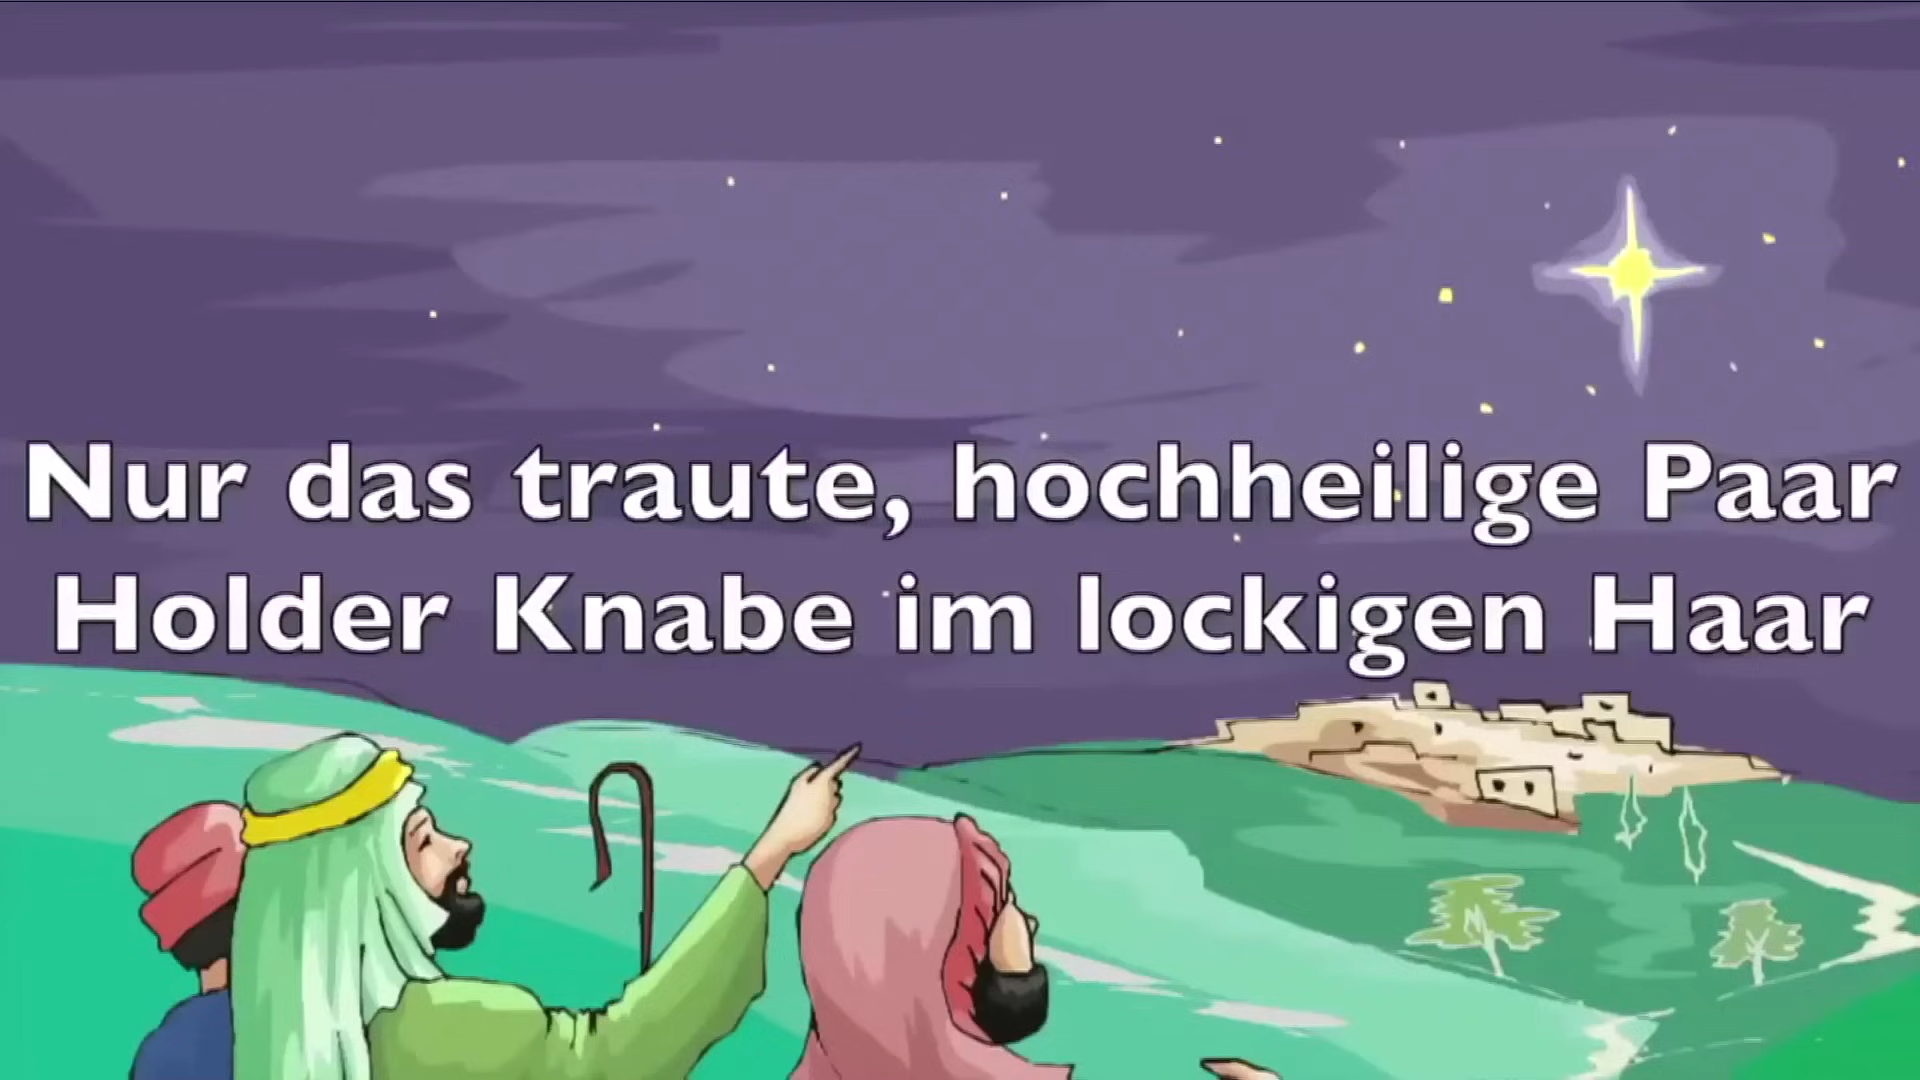 Nur das traute, hochheilige Paar
Holder Knabe im lockigen Haar